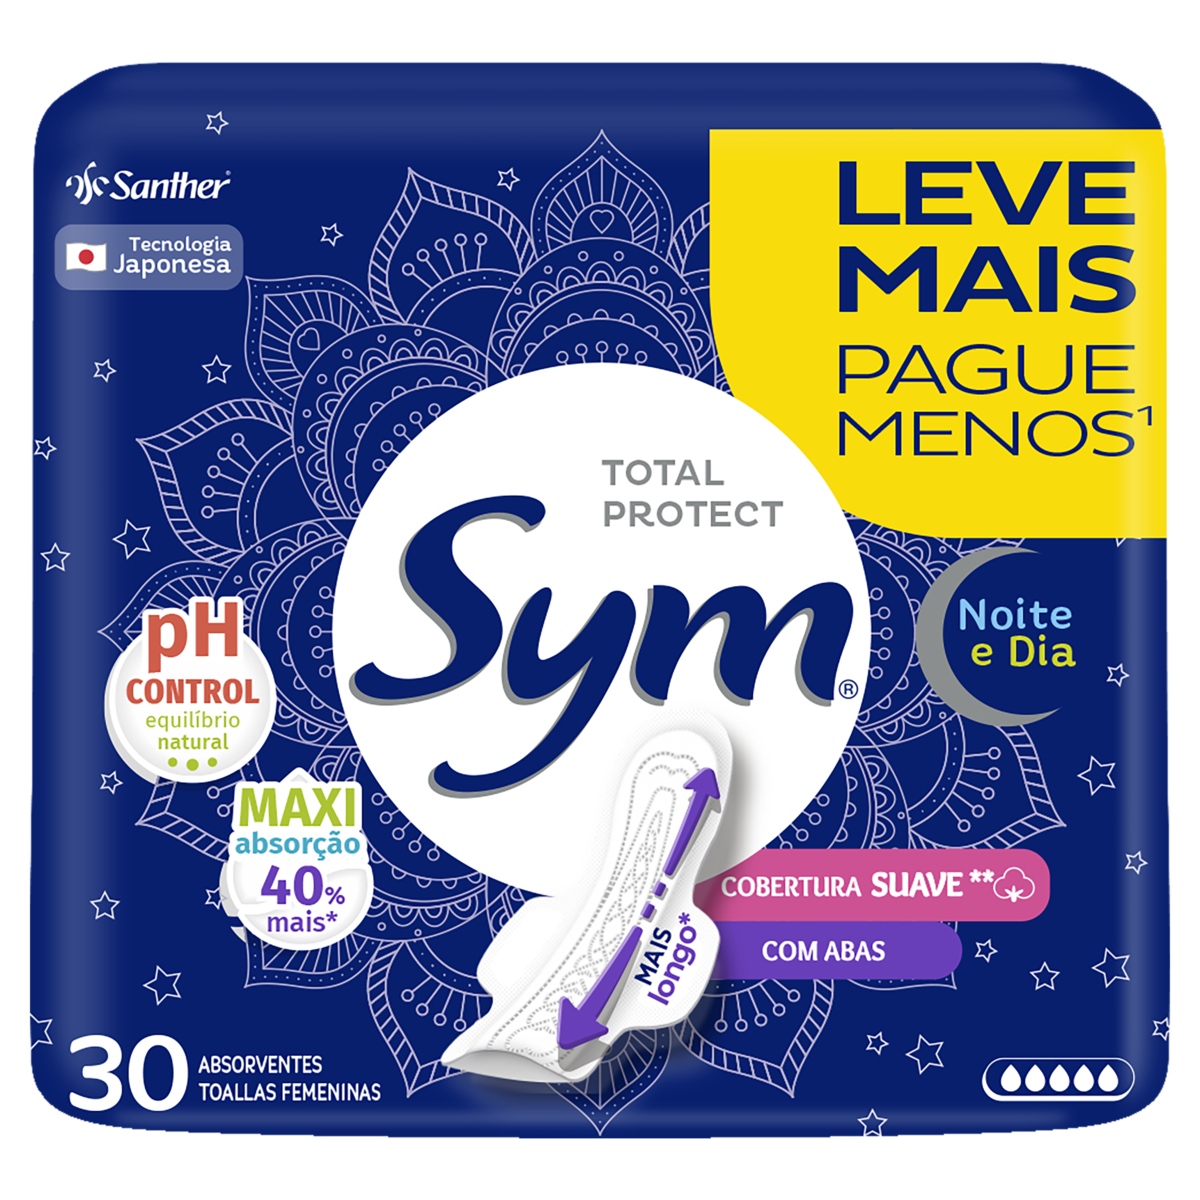 Santher®
Tecnologia
Japonesa
LEVE
MAIS
PAGUE
MENOS¹
TOTAL
PROTECT
Sym®
Noite
e Dia
pH
CONTROL
equilíbrio
natural
MAXI
absorção
40%
mais*
COBERTURA SUAVE**
COM ABAS
MAIS
longo*
30 ABSORVENTES
TOALLAS FEMENINAS